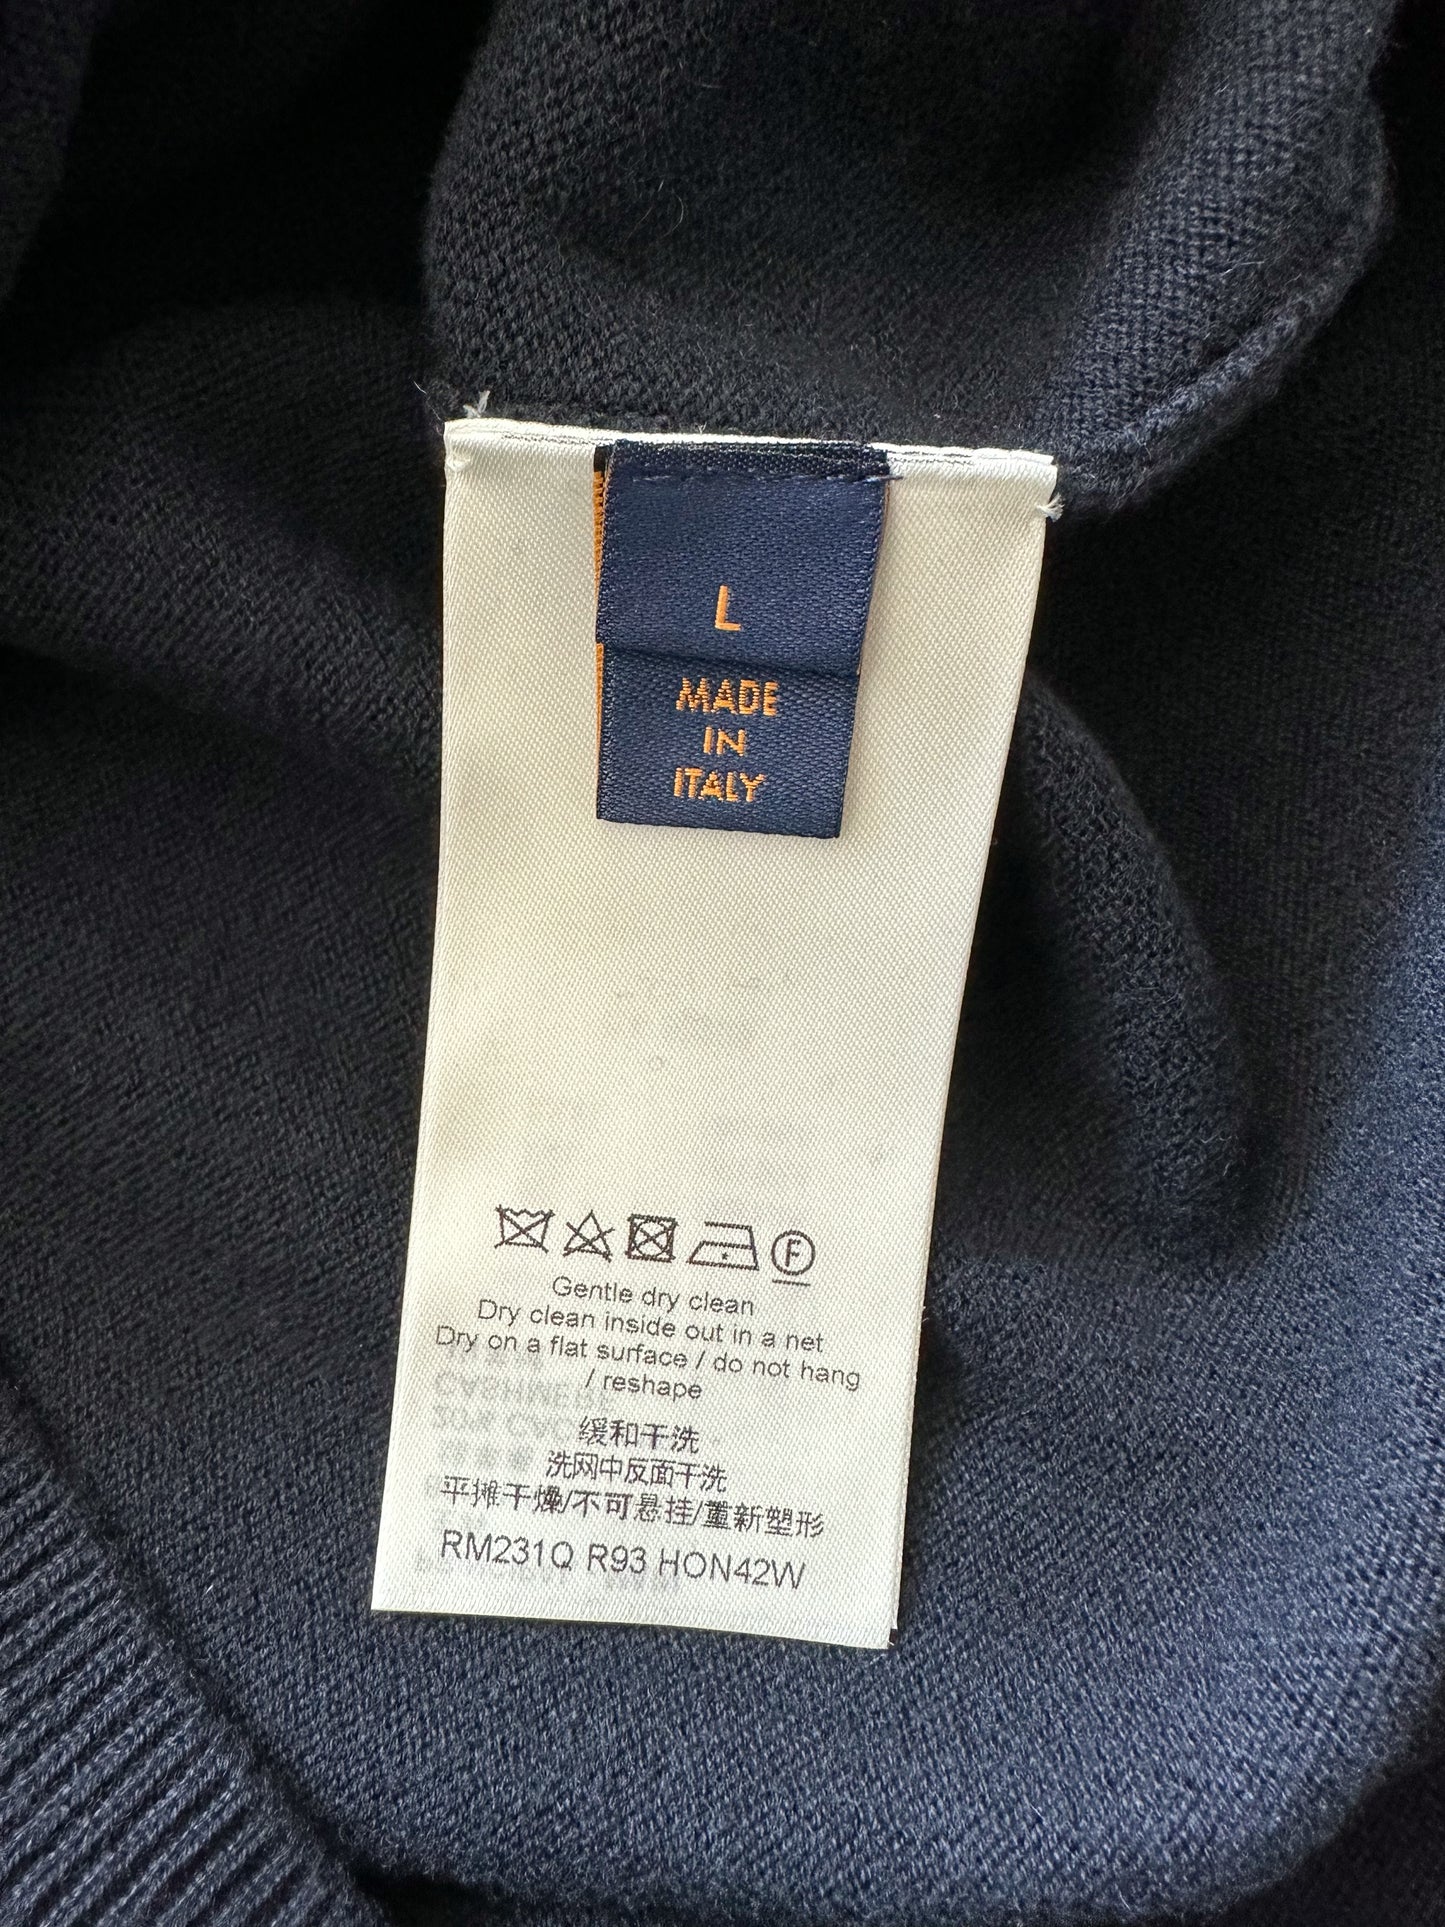 L
MADE
IN
ITALY
F
Gentle dry clean
Dry clean inside out in a net
Dry on a flat surface / do not hang
/ reshape
缓和干洗
洗网中反面干洗
平摊干燥/不可悬挂/重新塑形
RM231Q R93 HON42W